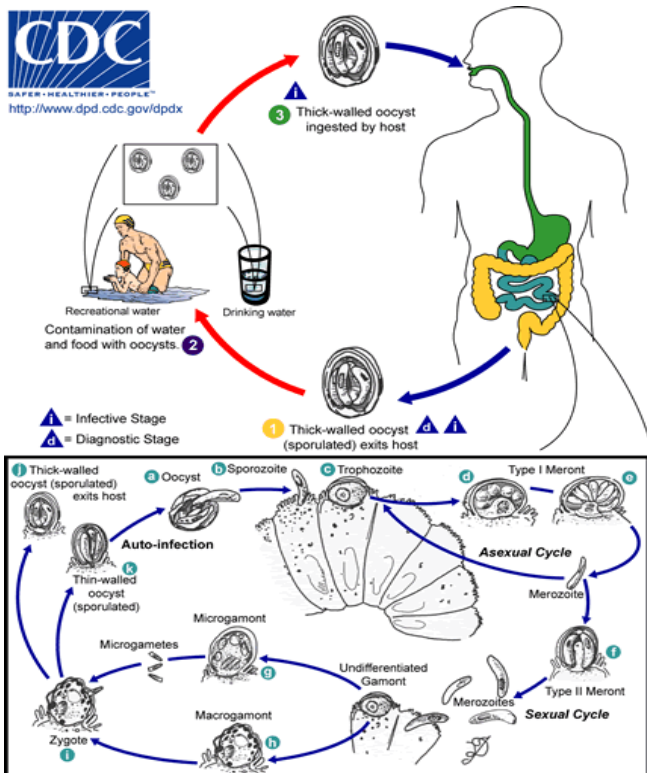 CDC
SAFER•HEALTHIER•PEOPLE™
http://www.dpd.cdc.gov/dpdx
i
3 Thick-walled oocyst
ingested by host
Recreational water
Drinking water
Contamination of water
and food with oocysts. 2
i = Infective Stage
d = Diagnostic Stage
1 Thick-walled oocyst d i
(sporulated) exits host
j Thick-walled
oocyst (sporulated)
exits host
a Oocyst
b Sporozoite
c Trophozoite
Type I Meront
d
e
Auto-infection
k
Thin-walled
oocyst
(sporulated)
Asexual Cycle
Merozoite
f
Type II Meront
Merozoites
Sexual Cycle
Undifferentiated
Gamont
Microgamont
g
Microgametes
Macrogamont
h
Zygote
i